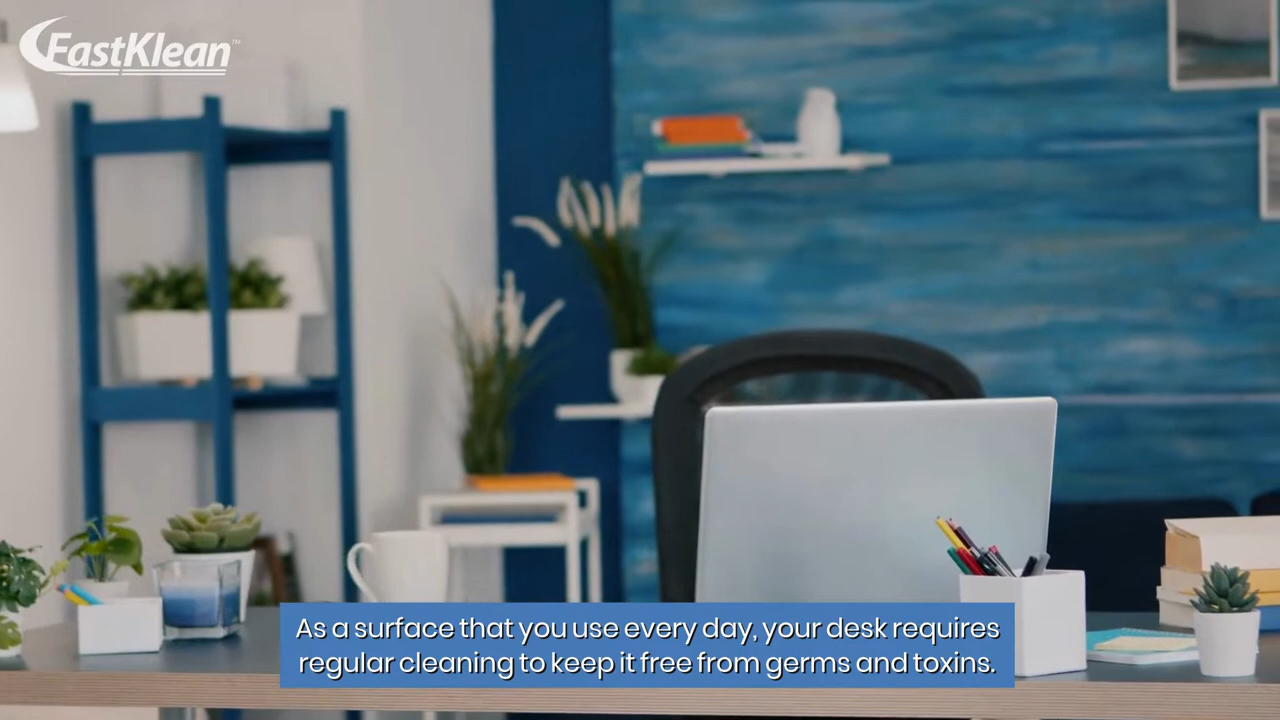 FastKlean™
As a surface that you use every day, your desk requires
regular cleaning to keep it free from germs and toxins.